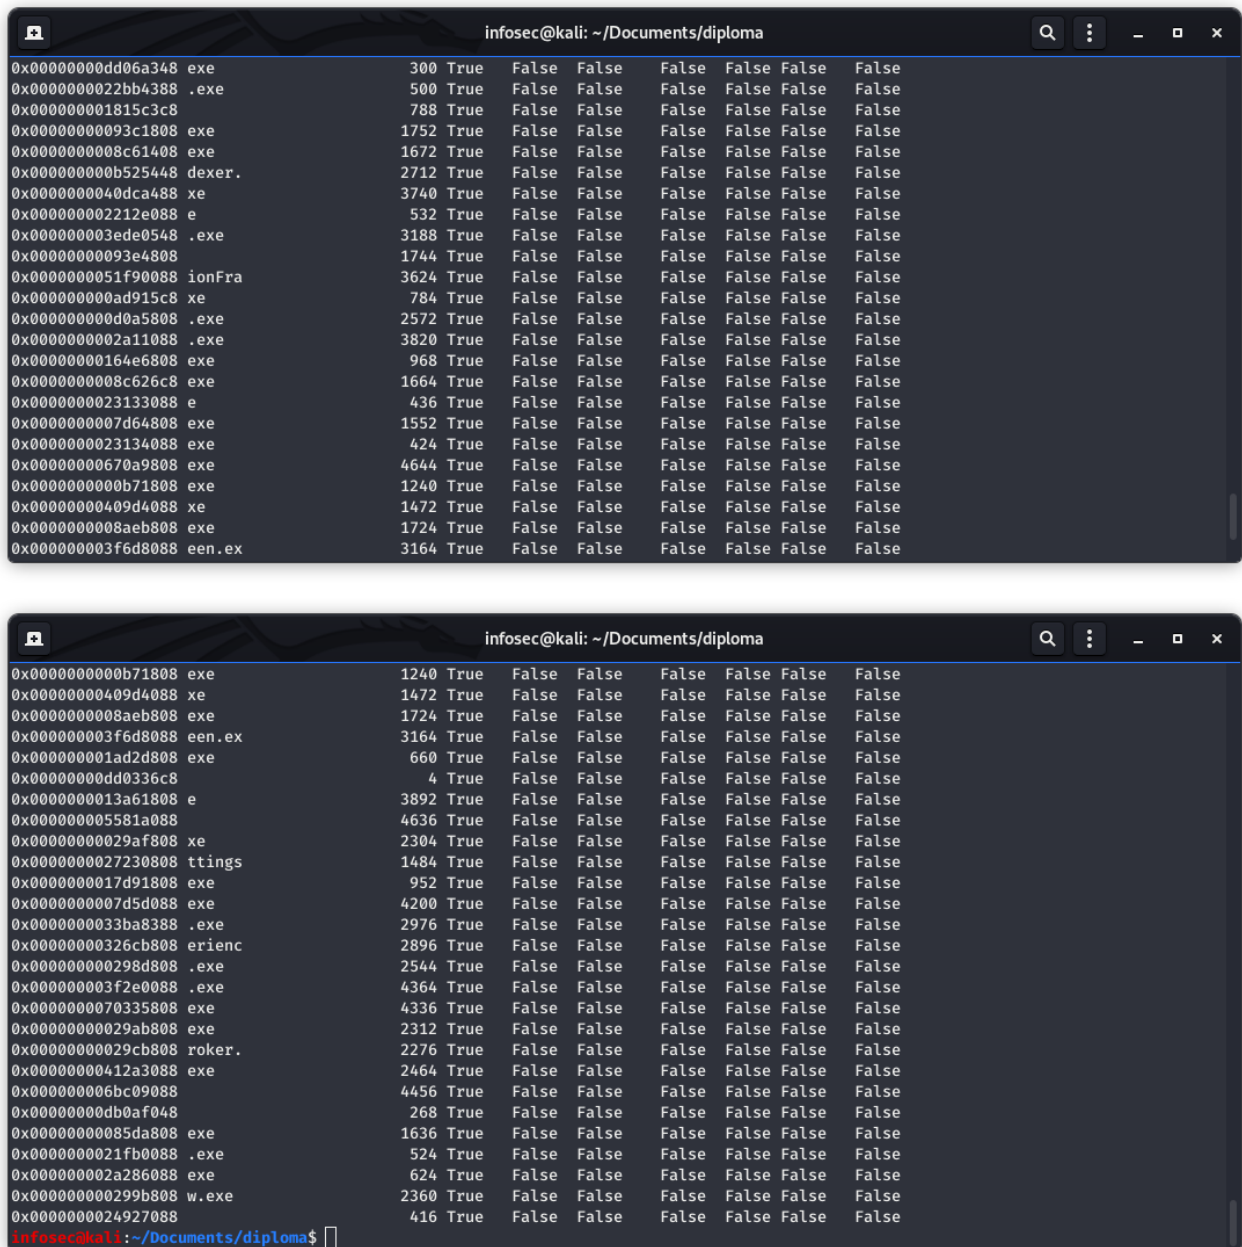 infosec@kali: ~/Documents/diploma
0x00000000dd06a348 exe 300 True False False False False False False
0x0000000022bb4388 .exe 500 True False False False False False False
0x000000001815c3c8 788 True False False False False False False
0x00000000093c1808 exe 1752 True False False False False False False
0x0000000008c61408 exe 1672 True False False False False False False
0x000000000b525448 dexer. 2712 True False False False False False False
0x0000000040dca488 xe 3740 True False False False False False False
0x000000002212e088 e 532 True False False False False False False
0x000000003ede0548 .exe 3188 True False False False False False False
0x00000000093e4808 1744 True False False False False False False
0x0000000051f90088 ionFra 3624 True False False False False False False
0x000000000ad915c8 xe 784 True False False False False False False
0x000000000d0a5808 .exe 2572 True False False False False False False
0x0000000002a11088 .exe 3820 True False False False False False False
0x00000000164e6808 exe 968 True False False False False False False
0x0000000008c626c8 exe 1664 True False False False False False False
0x0000000023133088 e 436 True False False False False False False
0x0000000007d64808 exe 1552 True False False False False False False
0x0000000023134088 exe 424 True False False False False False False
0x00000000670a9808 exe 4644 True False False False False False False
0x0000000000b71808 exe 1240 True False False False False False False
0x00000000409d4088 xe 1472 True False False False False False False
0x0000000008aeb808 exe 1724 True False False False False False False
0x000000003f6d8088 een.ex 3164 True False False False False False False
infosec@kali: ~/Documents/diploma
0x0000000000b71808 exe 1240 True False False False False False False
0x00000000409d4088 xe 1472 True False False False False False False
0x0000000008aeb808 exe 1724 True False False False False False False
0x000000003f6d8088 een.ex 3164 True False False False False False False
0x000000001ad2d808 exe 660 True False False False False False False
0x00000000dd0336c8 4 True False False False False False False
0x0000000013a61808 e 3892 True False False False False False False
0x000000005581a088 4636 True False False False False False False
0x00000000029af808 xe 2304 True False False False False False False
0x0000000027230808 ttings 1484 True False False False False False False
0x0000000017d91808 exe 952 True False False False False False False
0x0000000007d5d088 exe 4200 True False False False False False False
0x0000000033ba8388 .exe 2976 True False False False False False False
0x00000000326cb808 erienc 2896 True False False False False False False
0x000000000298d808 .exe 2544 True False False False False False False
0x000000003f2e0088 .exe 4364 True False False False False False False
0x0000000070335808 exe 4336 True False False False False False False
0x00000000029ab808 exe 2312 True False False False False False False
0x00000000029cb808 roker. 2276 True False False False False False False
0x00000000412a3088 exe 2464 True False False False False False False
0x000000006bc09088 4456 True False False False False False False
0x00000000db0af048 268 True False False False False False False
0x00000000085da808 exe 1636 True False False False False False False
0x0000000021fb0088 .exe 524 True False False False False False False
0x0000000002a286088 exe 624 True False False False False False False
0x000000000299b808 w.exe 2360 True False False False False False False
0x0000000024927088 416 True False False False False False False
infosec@kali:~/Documents/diploma$